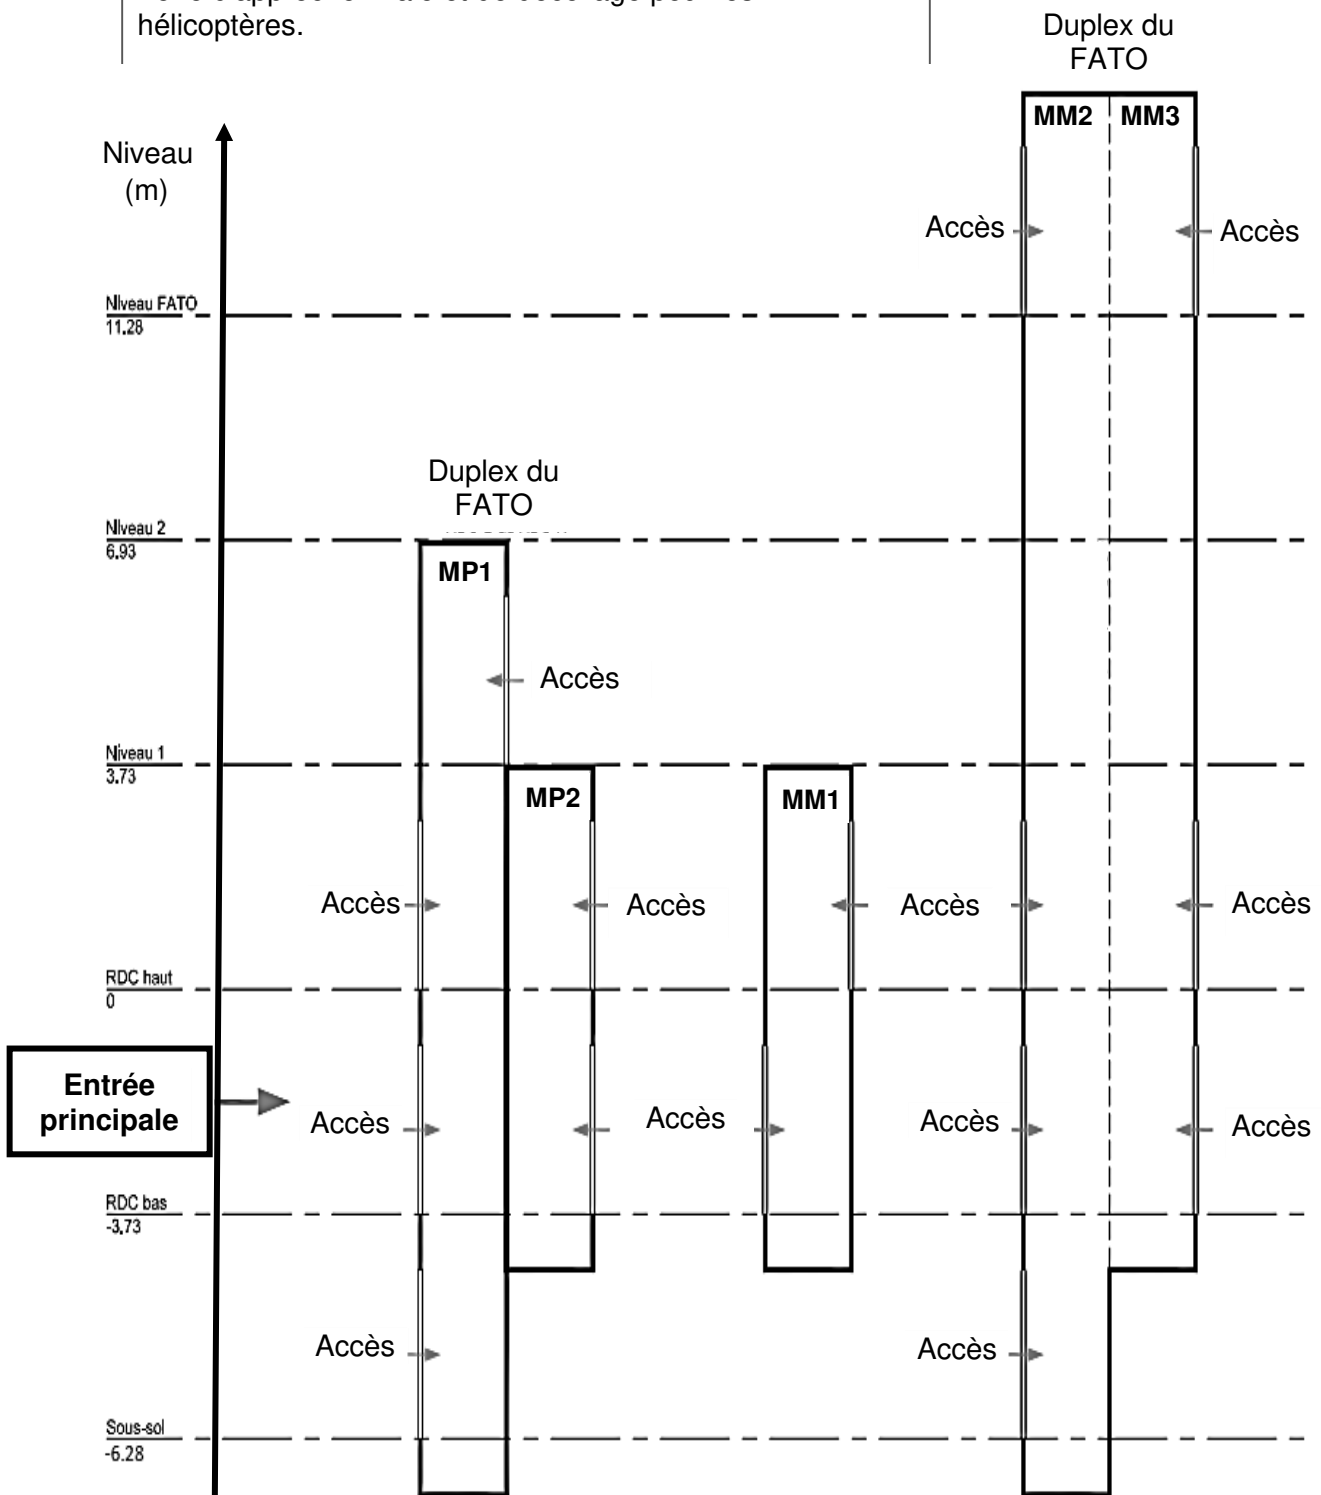 hélicoptères.
Duplex du
FATO
MM2 MM3
Niveau
(m)
Accès Accès
Niveau FATO
11.28
Duplex du
FATO
Niveau 2
6.93
MP1
Accès
Niveau 1
3.73
MP2 MM1
Accès Accès Accès Accès
RDC haut
0
Entrée
principale
Accès Accès Accès Accès
RDC bas
-3.73
Accès Accès
Sous-sol
-6.28